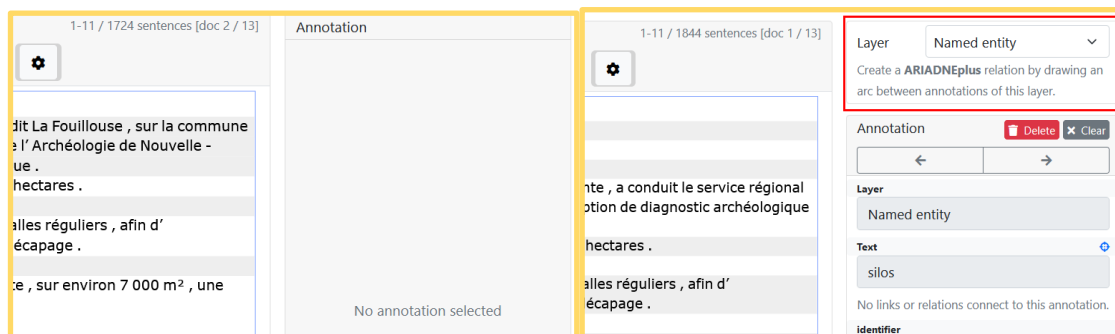 1-11 / 1724 sentences [doc 2 / 13]
dit La Fouillouse , sur la commune
e l’ Archéologie de Nouvelle -
ue .
hectares .
alles réguliers , afin d’
écapage .
te , sur environ 7 000 m² , une
Annotation
No annotation selected
1-11 / 1844 sentences [doc 1 / 13]
nte , a conduit le service régional
ption de diagnostic archéologique
hectares .
alles réguliers , afin d’
décapage .
Layer Named entity
Create a ARIADNEplus relation by drawing an
arc between annotations of this layer.
Annotation Delete Clear
Layer
Named entity
Text
silos
No links or relations connect to this annotation.
identifier